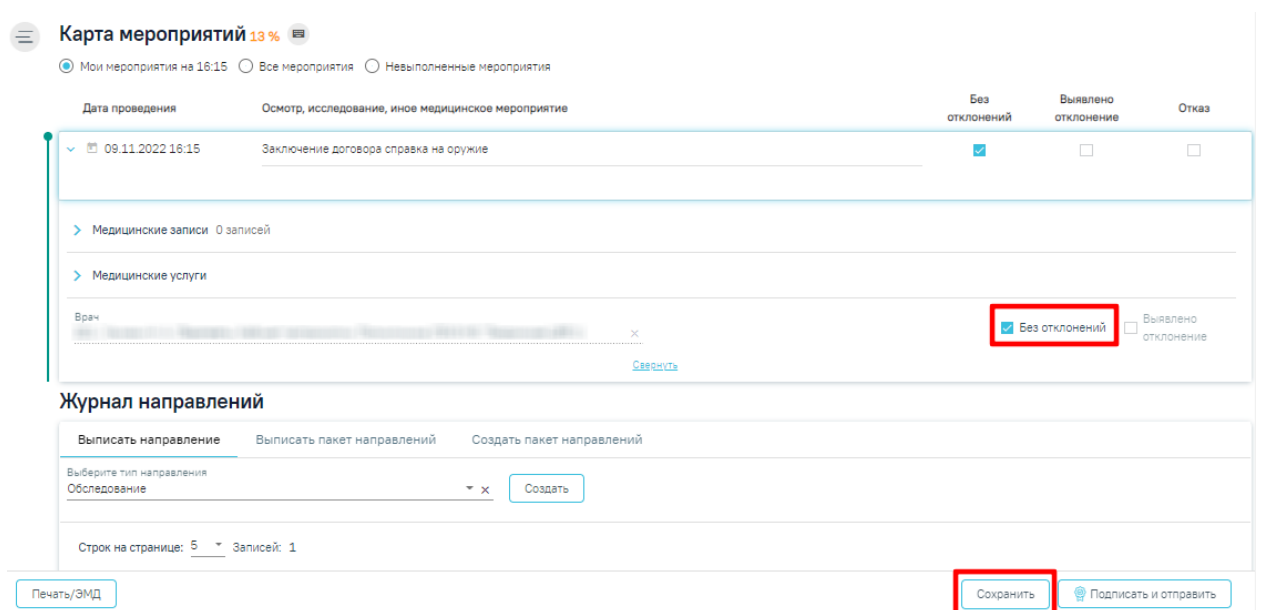 Карта мероприятий 13 %
Мои мероприятия на 16:15 Все мероприятия Невыполненные мероприятия
Дата проведения Осмотр, исследование, иное медицинское мероприятие Без отклонений Выявлено отклонение Отказ
09.11.2022 16:15 Заключение договора справка на оружие
Медицинские записи 0 записей
Медицинские услуги
Врач
Без отклонений Выявлено отклонение
Свернуть
Журнал направлений
Выписать направление Выписать пакет направлений Создать пакет направлений
Выберите тип направления
Обследование Создать
Строк на странице: 5 Записей: 1
Печать/ЭМД Сохранить Подписать и отправить